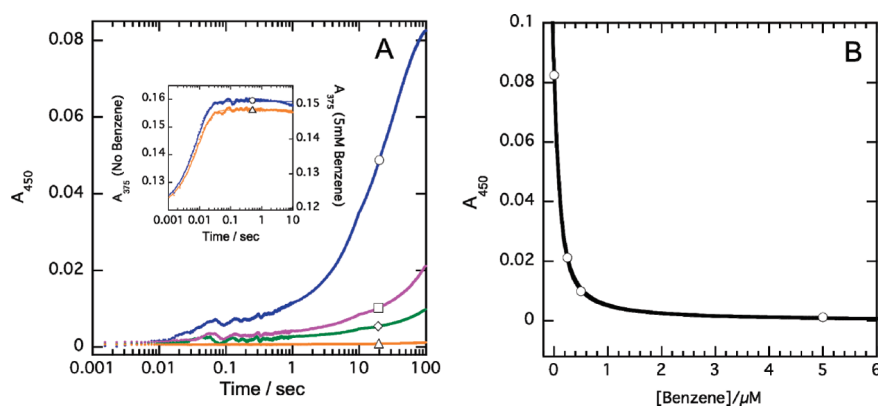 A
0.08
0.06
0.04
0.02
0
A450
0.001
0.01
0.1
1
10
100
Time / sec
0.16
0.15
0.14
0.13
A375 (No Benzene)
0.15
0.14
0.13
0.12
A375 (5mM Benzene)
0.001 0.01 0.1 1 10
Time / sec
B
0.1
0.08
0.06
0.04
0.02
0
A450
0 1 2 3 4 5 6
[Benzene]/μM